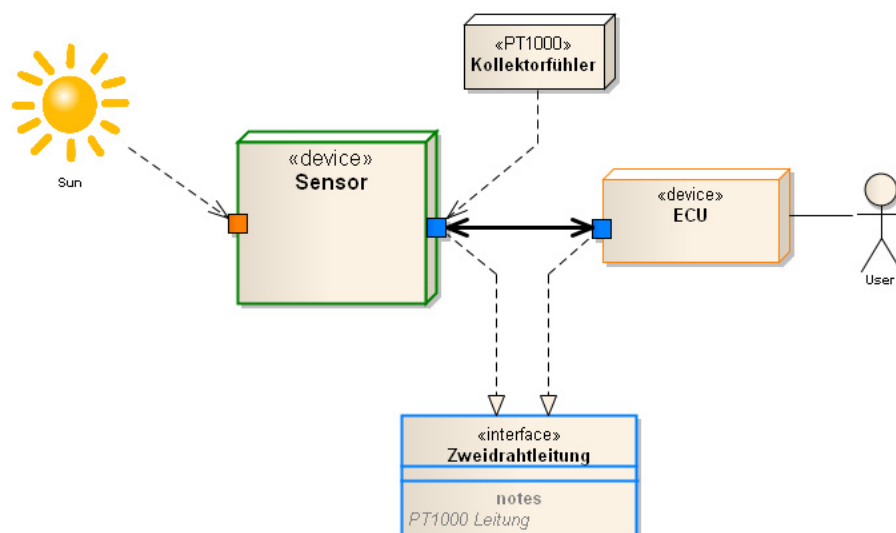 «PT1000»
Kollektorfühler
Sun
«device»
Sensor
«device»
ECU
User
«interface»
Zweidrahtleitung
notes
PT1000 Leitung